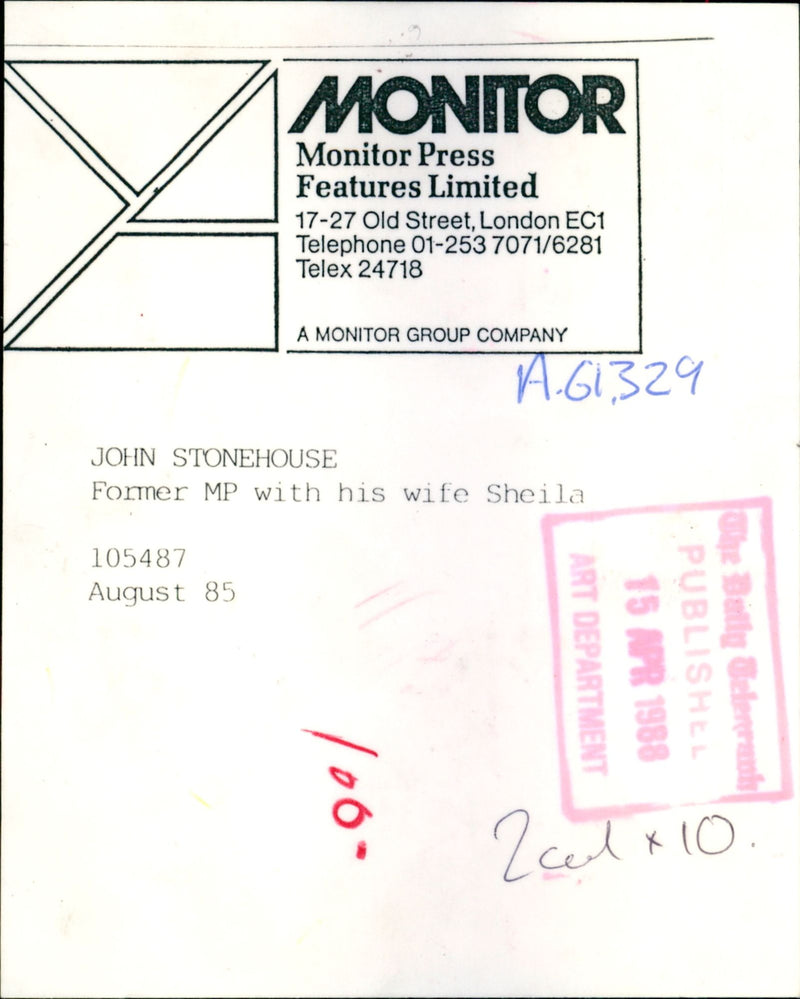 MONITOR
Monitor Press
Features Limited
17-27 Old Street, London EC1
Telephone 01-253 7071/6281
Telex 24718
A MONITOR GROUP COMPANY
A.61,329
JOHN STONEHOUSE
Former MP with his wife Sheila
105487
August 85
The Daily Telegraph
PUBLISHED
15 APR 1988
ART DEPARTMENT
x 10.